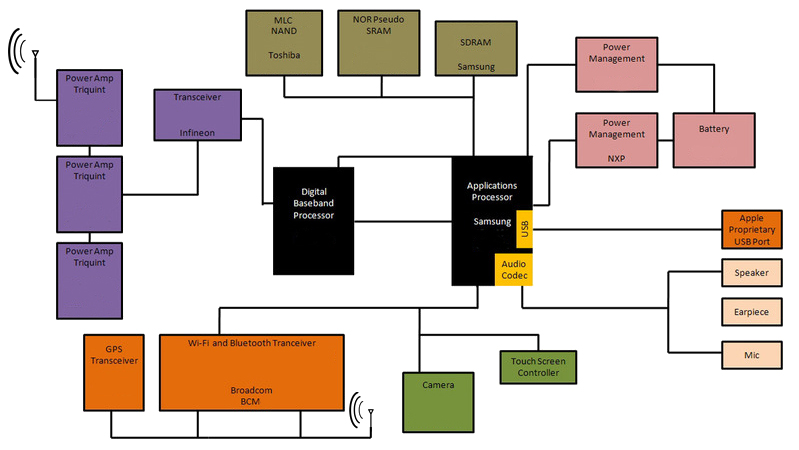 MLC
NAND
Toshiba
NOR Pseudo
SRAM
SDRAM
Samsung
Power
Management
Power Amp
Triquint
Transceiver
Infineon
Power
Management
NXP
Battery
Power Amp
Triquint
Digital
Baseband
Processor
Applications
Processor
Samsung
USB
Audio
Codec
Apple
Proprietary
USB Port
Power Amp
Triquint
Speaker
Earpiece
Mic
GPS
Transceiver
Wi-Fi and Bluetooth Tranceiver
Broadcom
BCM
Camera
Touch Screen
Controller